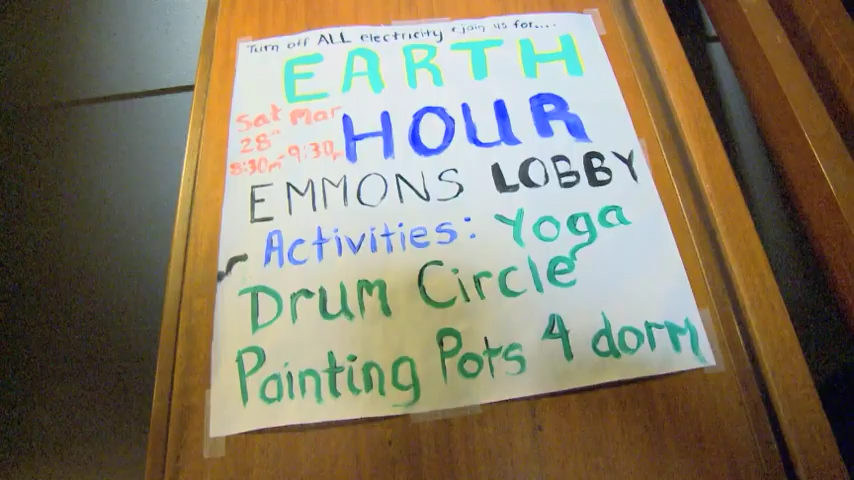 Turn off ALL electricity & join us for....
EARTH
HOUR
Sat Mar
28th
8:30pm-9:30p
EMMONS LOBBY
Activities: Yoga
Drum Circle
Painting Pots 4 dorm